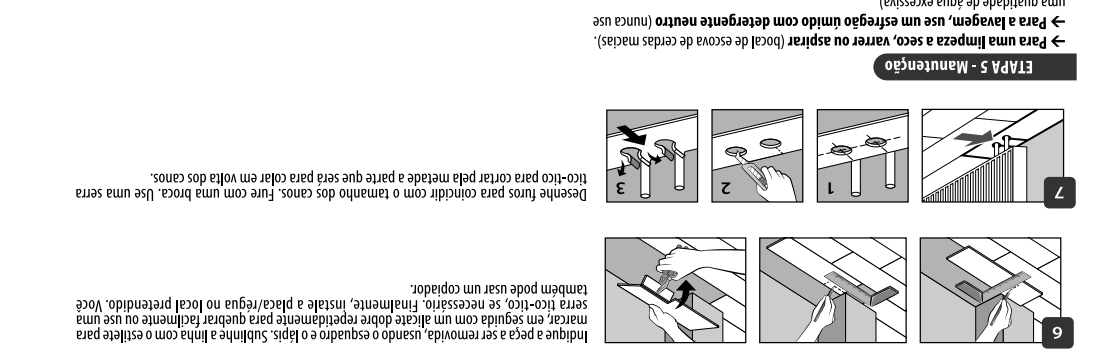 6
Indique a peça a ser removida, usando o esquadro e o lápis. Sublinhe a linha com o estilete para
marcar, em seguida com un alicate dobre repetidamente para quebrar facilmente ou use uma
serra tico-tico, se necessário. Finalmente, instale a placa/régua no local pretendido. Você
também pode usar un copiador.
7
1
2
3
Desenhe furos para coincidir com o tamanho dos canos. Fure com uma broca. Use uma serra
tico-tico para cortar pela metade a parte que será para colar em volta dos canos.
ETAPA 5 - Manutenção
→ Para uma limpeza a seco, varrer ou aspirar (bocal de escova de cerdas macias).
→ Para a lavagem, use um esfregão úmido com detergente neutro (nunca use
uma quatidade de água excessiva)